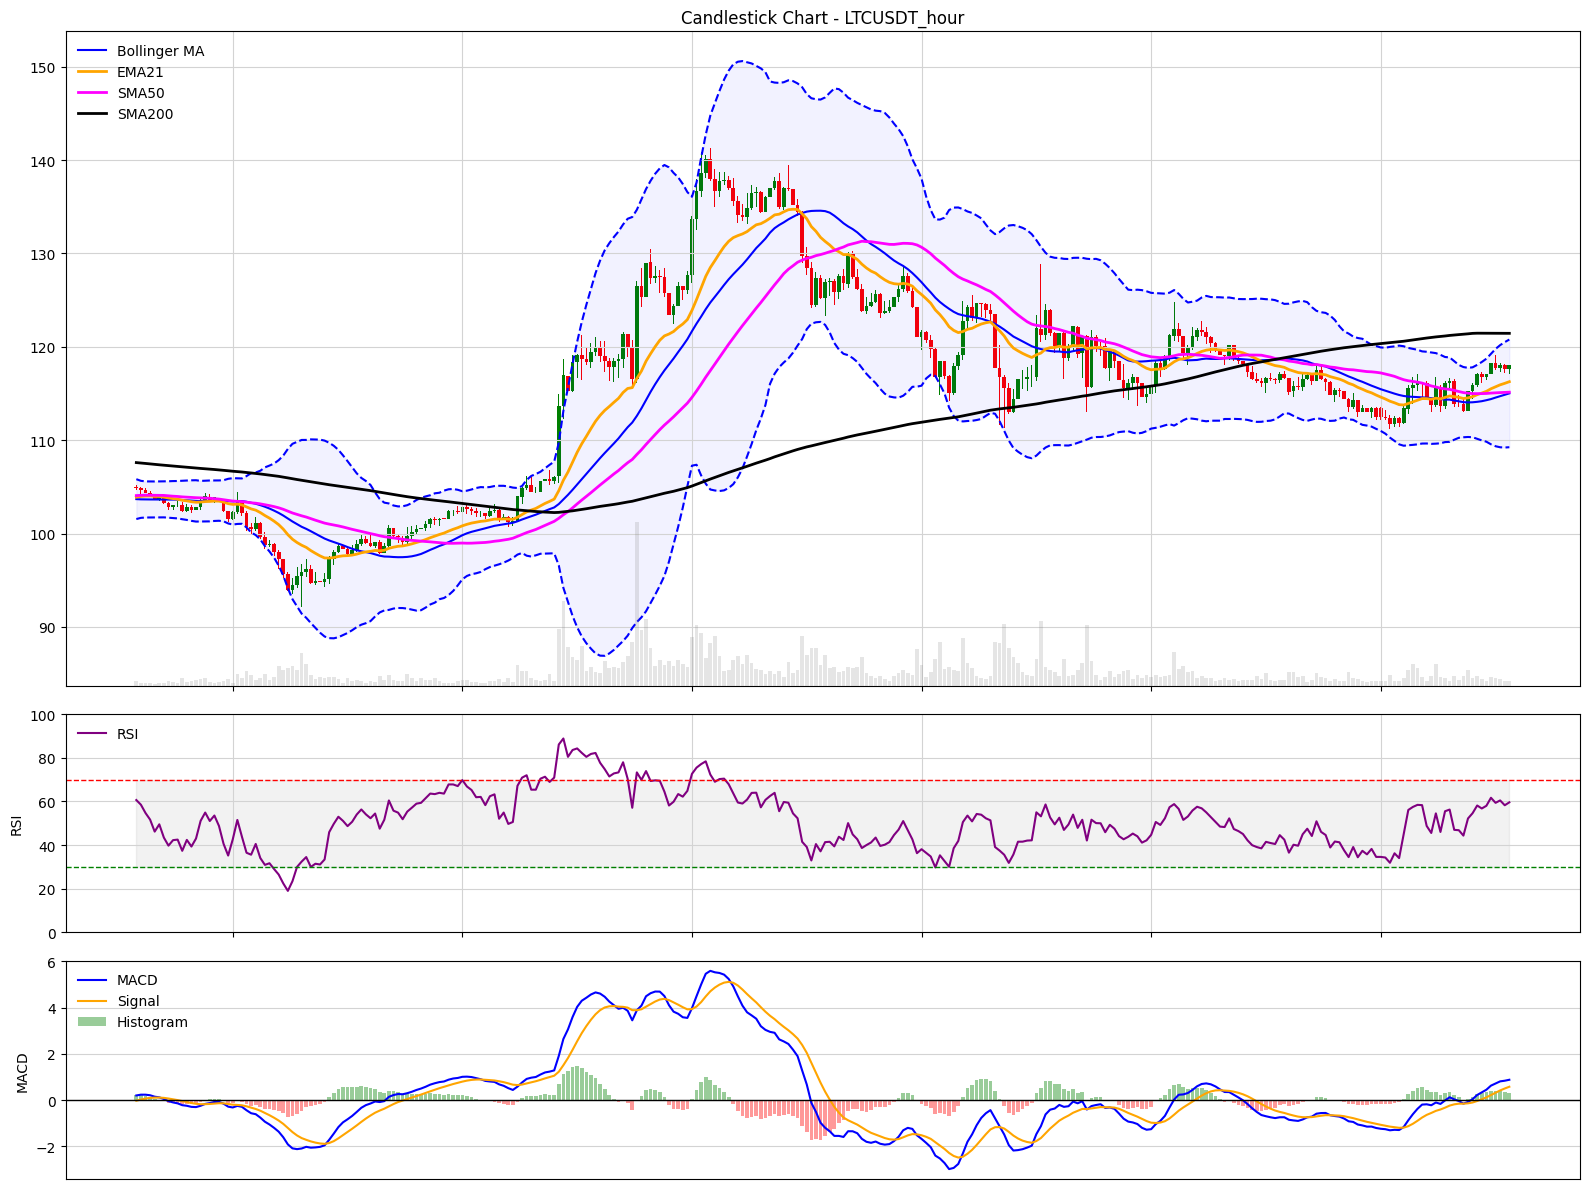 Candlestick Chart - LTCUSDT_hour
Bollinger MA
EMA21
SMA50
SMA200
150
140
130
120
110
100
90
RSI
100
80
60
40
20
0
RSI
MACD
Signal
Histogram
6
4
2
0
−2
MACD